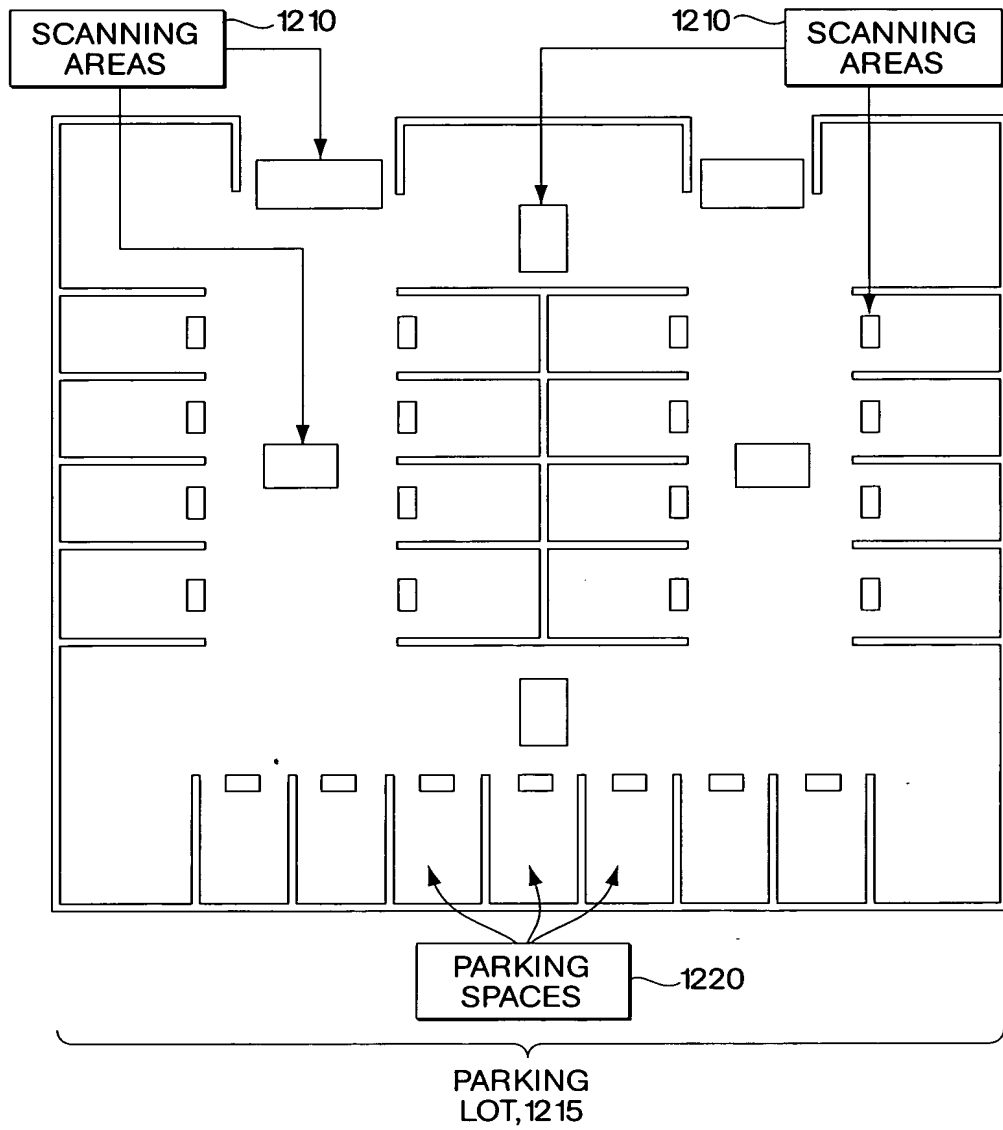 1210
SCANNING
AREAS
1210
SCANNING
AREAS
PARKING
SPACES
1220
PARKING
LOT,1215